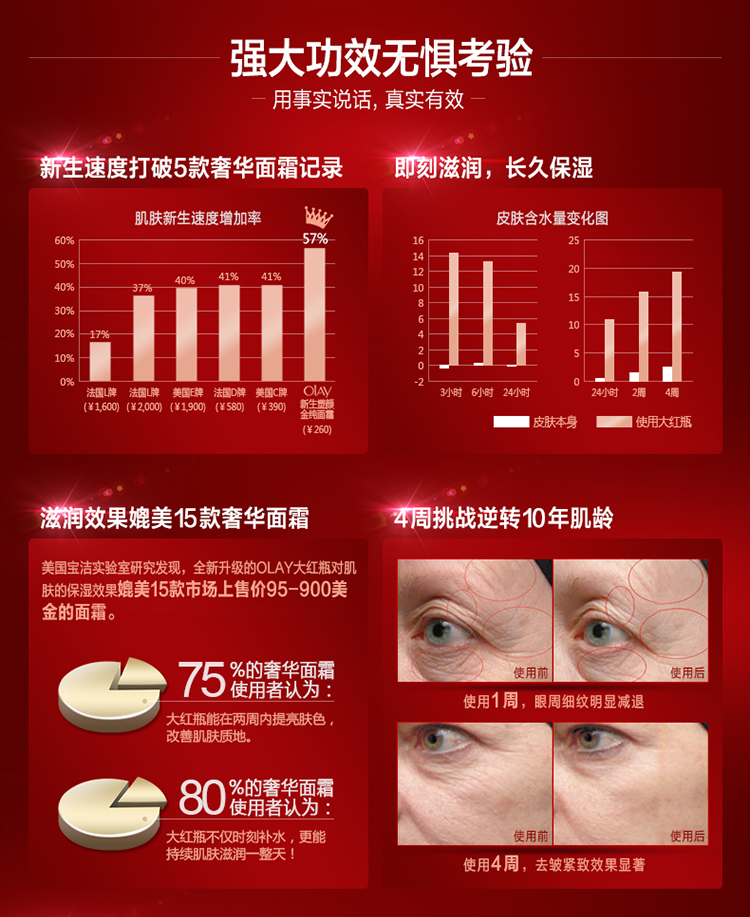 强大功效无惧考验
用事实说话，真实有效
新生速度打破5款奢华面霜记录
肌肤新生速度增加率
60%
50%
40%
30%
20%
10%
0%
17%
37%
40%
41%
41%
57%
法国L牌
(￥1,600)
法国L牌
(￥2,000)
美国E牌
(￥1,900)
法国D牌
(￥580)
美国C牌
(￥390)
OLAY
新生塑颜
金纯面霜
(￥260)
即刻滋润，长久保湿
皮肤含水量变化图
16
14
12
10
8
6
4
2
0
-2
3小时
6小时
24小时
25
20
15
10
5
0
24小时
2周
4周
皮肤本身
使用大红瓶
滋润效果媲美15款奢华面霜
美国宝洁实验室研究发现，全新升级的OLAY大红瓶对肌
肤的保湿效果媲美15款市场上售价95-900美
金的面霜。
75%的奢华面霜
使用者认为：
大红瓶能在两周内提亮肤色，
改善肌肤质地。
80%的奢华面霜
使用者认为：
大红瓶不仅时刻补水，更能
持续肌肤滋润一整天！
4周挑战逆转10年肌龄
使用前
使用后
使用1周，眼周细纹明显减退
使用前
使用后
使用4周，去皱紧致效果显著